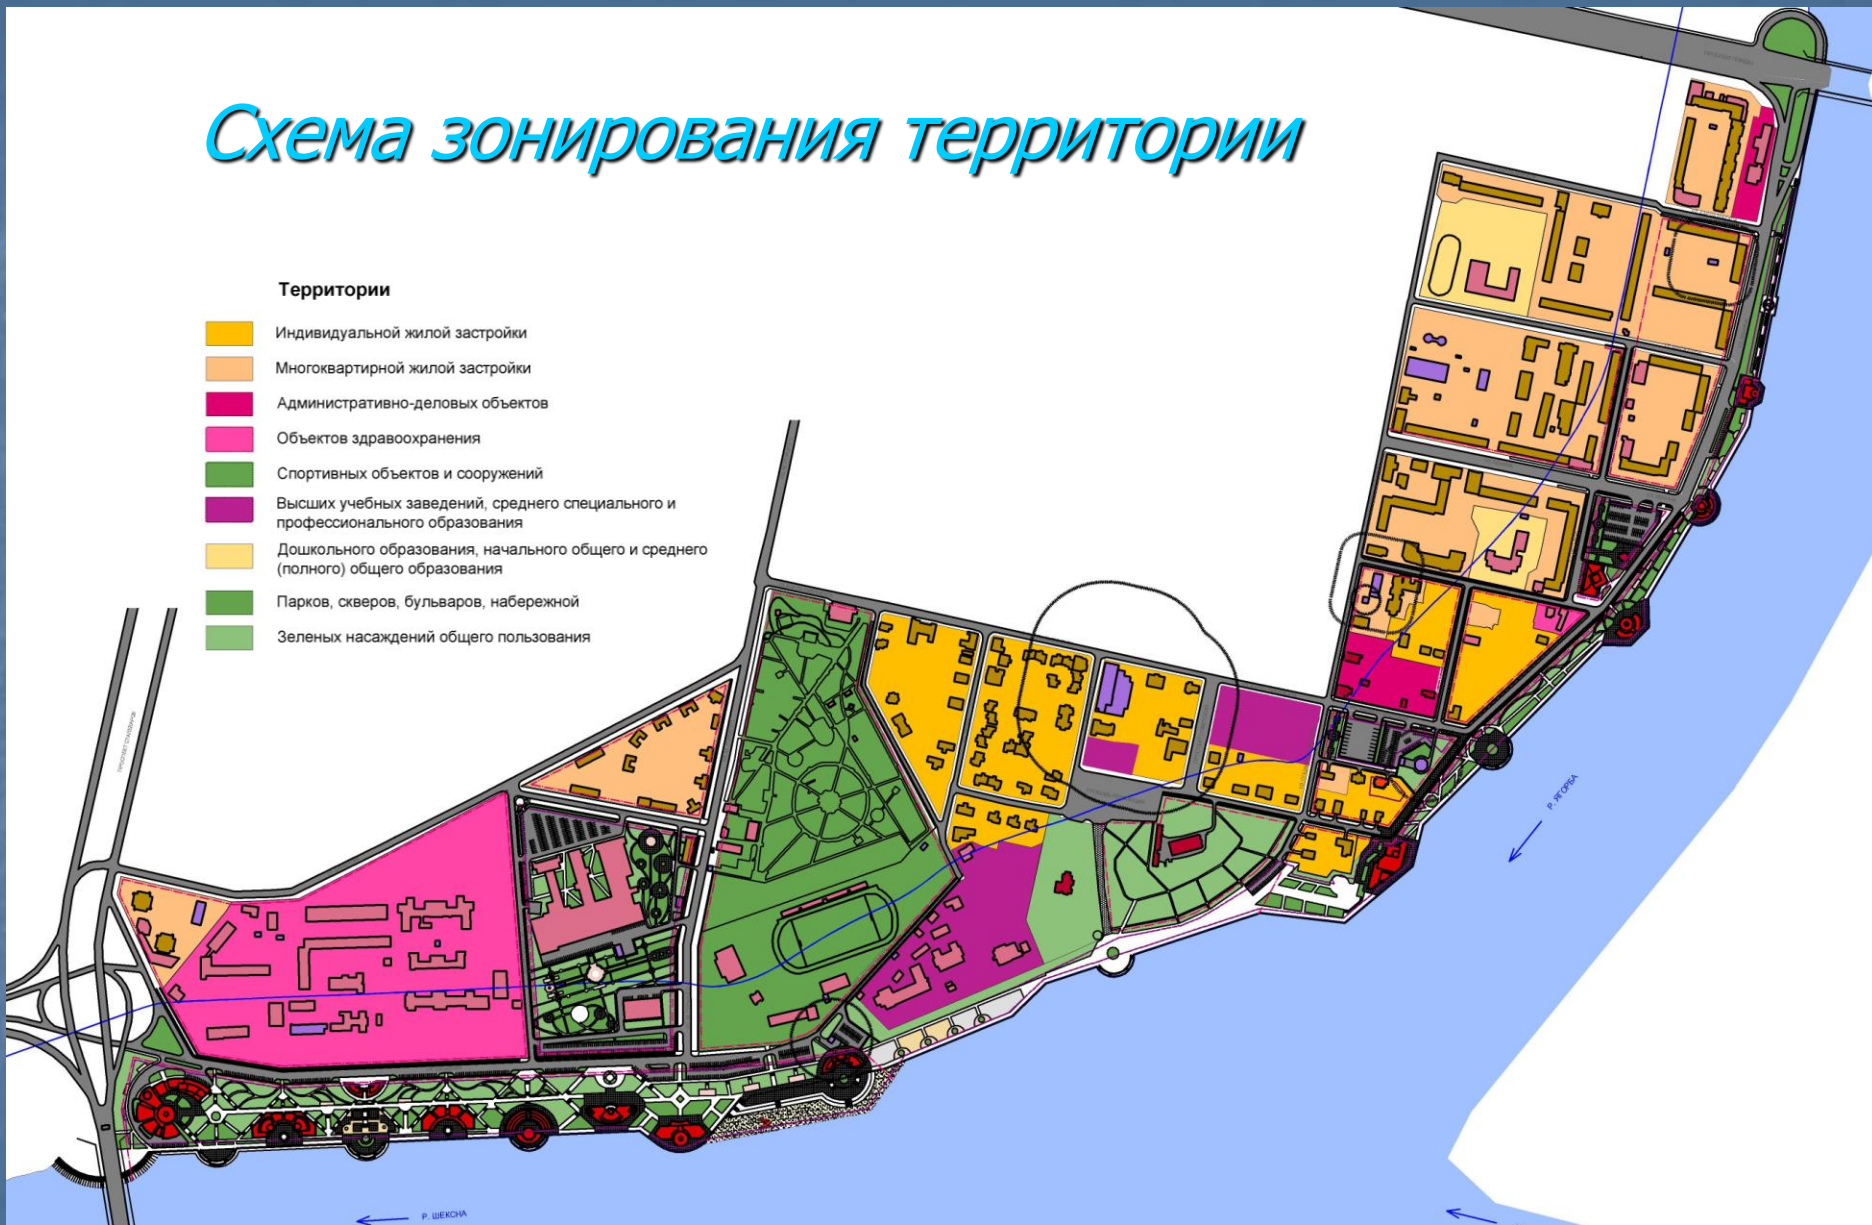 Схема зонирования территории
Территории
Индивидуальной жилой застройки
Многоквартирной жилой застройки
Административно-деловых объектов
Объектов здравоохранения
Спортивных объектов и сооружений
Высших учебных заведений, среднего специального и
профессионального образования
Дошкольного образования, начального общего и среднего
(полного) общего образования
Парков, скверов, бульваров, набережной
Зеленых насаждений общего пользования
Р. ЯГОРБА
Р. ШЕКСНА